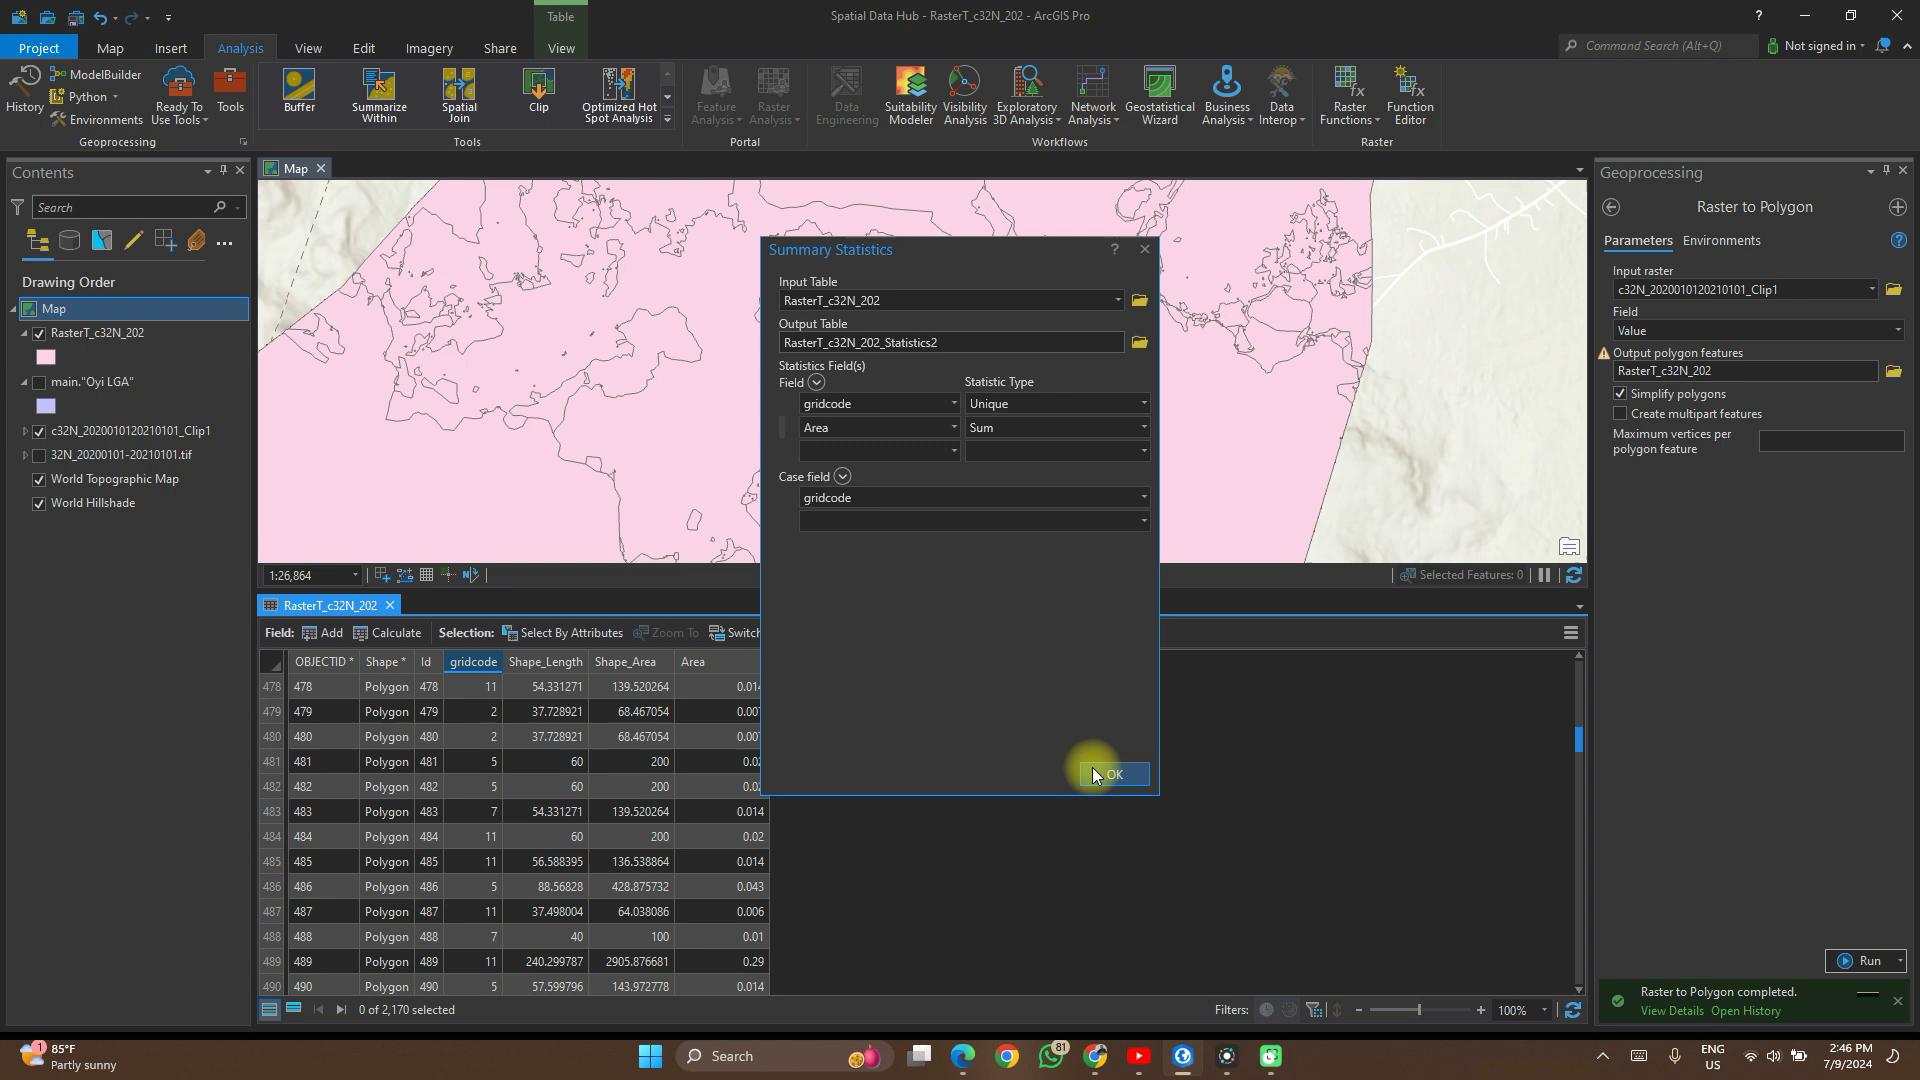 Table
Spatial Data Hub - RasterT_c32N_202 - ArcGIS Pro
?
Project
Map
Insert
Analysis
View
Edit
Imagery
Share
View
Command Search (Alt+Q)
Not signed in
History
ModelBuilder
Python
Environments
Ready To
Use Tools
Tools
Buffer
Summarize
Within
Spatial
Join
Clip
Optimized Hot
Spot Analysis
Feature
Analysis
Raster
Analysis
Data
Engineering
Suitability
Modeler
Visibility
Analysis
Exploratory
3D Analysis
Network
Analysis
Geostatistical
Wizard
Business
Analysis
Data
Interop
Raster
Functions
Function
Editor
Geoprocessing
Tools
Portal
Workflows
Raster
Contents
Search
Drawing Order
Map
RasterT_c32N_202
main."Oyi LGA"
c32N_2020010120210101_Clip1
32N_20200101-20210101.tif
World Topographic Map
World Hillshade
Map
1:26,864
Selected Features: 0
Summary Statistics
?
Input Table
RasterT_c32N_202
Output Table
RasterT_c32N_202_Statistics2
Statistics Field(s)
Field
Statistic Type
gridcode Unique
Area Sum
Case field
gridcode
OK
RasterT_c32N_202
Field: Add Calculate Selection: Select By Attributes Zoom To Switch
OBJECTID * Shape * Id gridcode Shape_Length Shape_Area Area
478 478 Polygon 478 11 54.331271 139.520264 0.014
479 479 Polygon 479 2 37.728921 68.467054 0.007
480 480 Polygon 480 2 37.728921 68.467054 0.007
481 481 Polygon 481 5 60 200 0.02
482 482 Polygon 482 5 60 200 0.02
483 483 Polygon 483 7 54.331271 139.520264 0.014
484 484 Polygon 484 11 60 200 0.02
485 485 Polygon 485 11 56.588395 136.538864 0.014
486 486 Polygon 486 5 88.56828 428.875732 0.043
487 487 Polygon 487 11 37.498004 64.038086 0.006
488 488 Polygon 488 7 40 100 0.01
489 489 Polygon 489 11 240.299787 2905.876681 0.29
490 490 Polygon 490 5 57.599796 143.972778 0.014
0 of 2,170 selected
Filters:
100%
Geoprocessing
Raster to Polygon
Parameters
Environments
Input raster
c32N_2020010120210101_Clip1
Field
Value
Output polygon features
RasterT_c32N_202
Simplify polygons
Create multipart features
Maximum vertices per
polygon feature
Run
Raster to Polygon completed.
View Details Open History
1
85°F
Partly sunny
Search
81
ENG
US
2:46 PM
7/9/2024